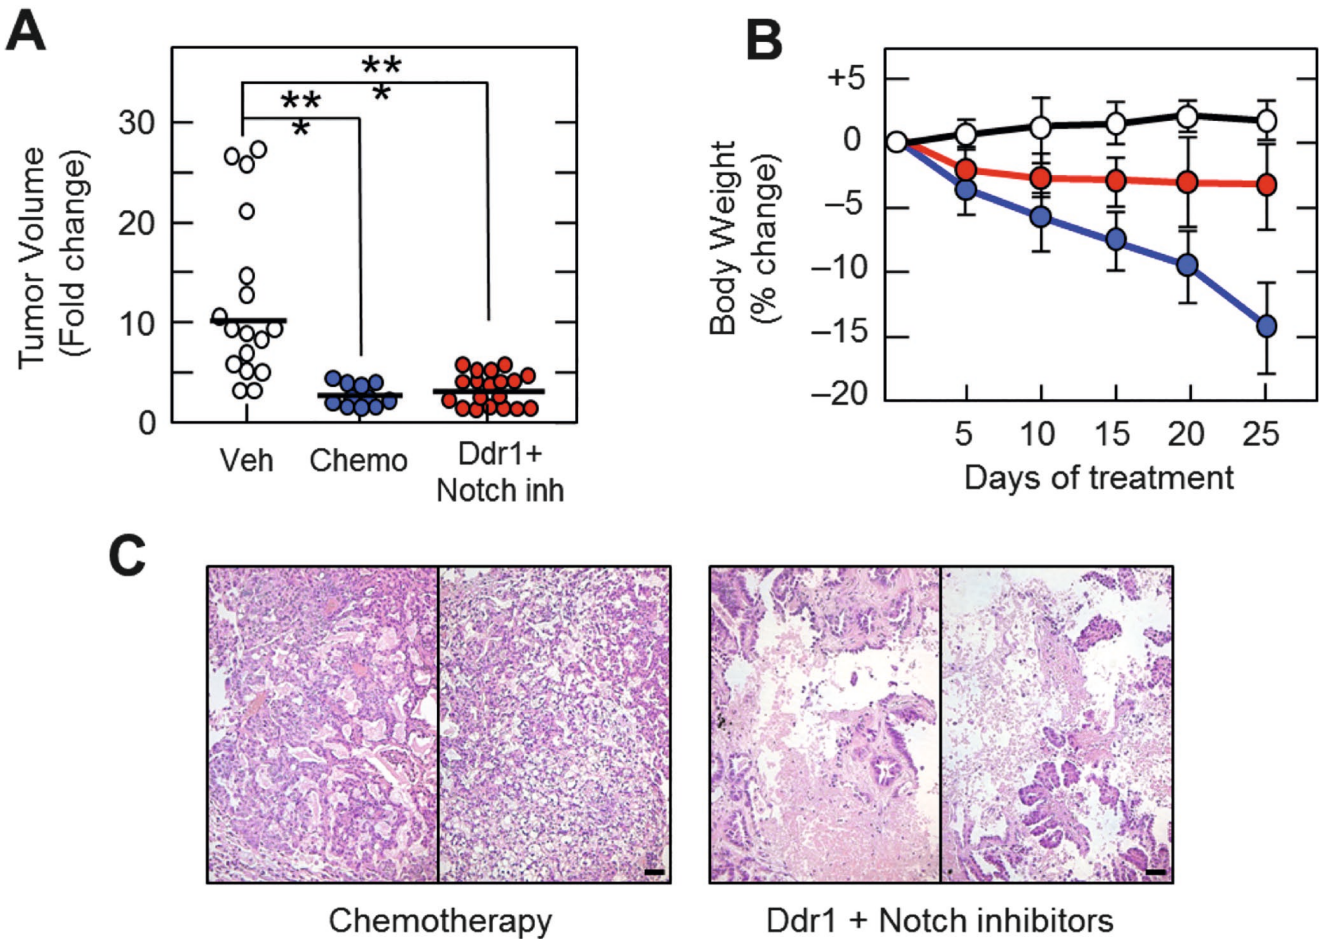 A
Tumor Volume
(Fold change)
30
20
10
0
**
*
**
*
Veh
Chemo
Ddr1+
Notch inh
B
Body Weight
(% change)
+5
0
–5
–10
–15
–20
5 10 15 20 25
Days of treatment
C
Chemotherapy
Ddr1 + Notch inhibitors